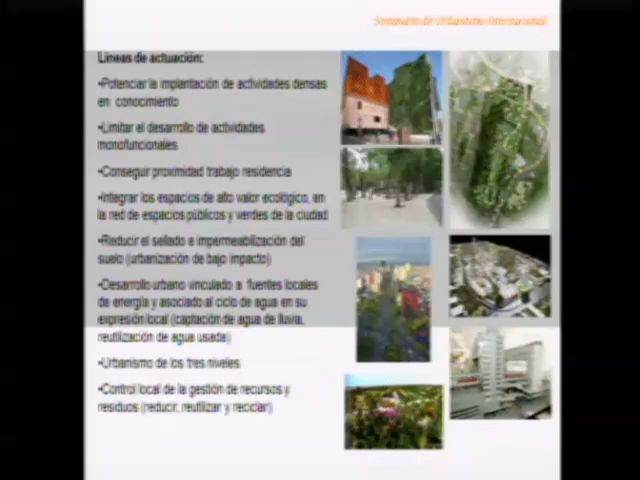 Seminario de Urbanismo Internacional
Líneas de actuación:
•Potenciar la implantación de actividades densas
en conocimiento
•Limitar el desarrollo de actividades
monofuncionales
•Conseguir proximidad trabajo residencia
•Integrar los espacios de alto valor ecológico, en
la red de espacios públicos y verdes de la ciudad
•Reducir el sellado e impermeabilización del
suelo (urbanización de bajo impacto)
•Desarrollo urbano vinculado a fuentes locales
de energía y asociado al ciclo de agua en su
expresión local (captación de agua de lluvia,
reutilización de agua usada)
•Urbanismo de los tres niveles
•Control local de la gestión de recursos y
residuos (reducir, reutilizar y reciclar)